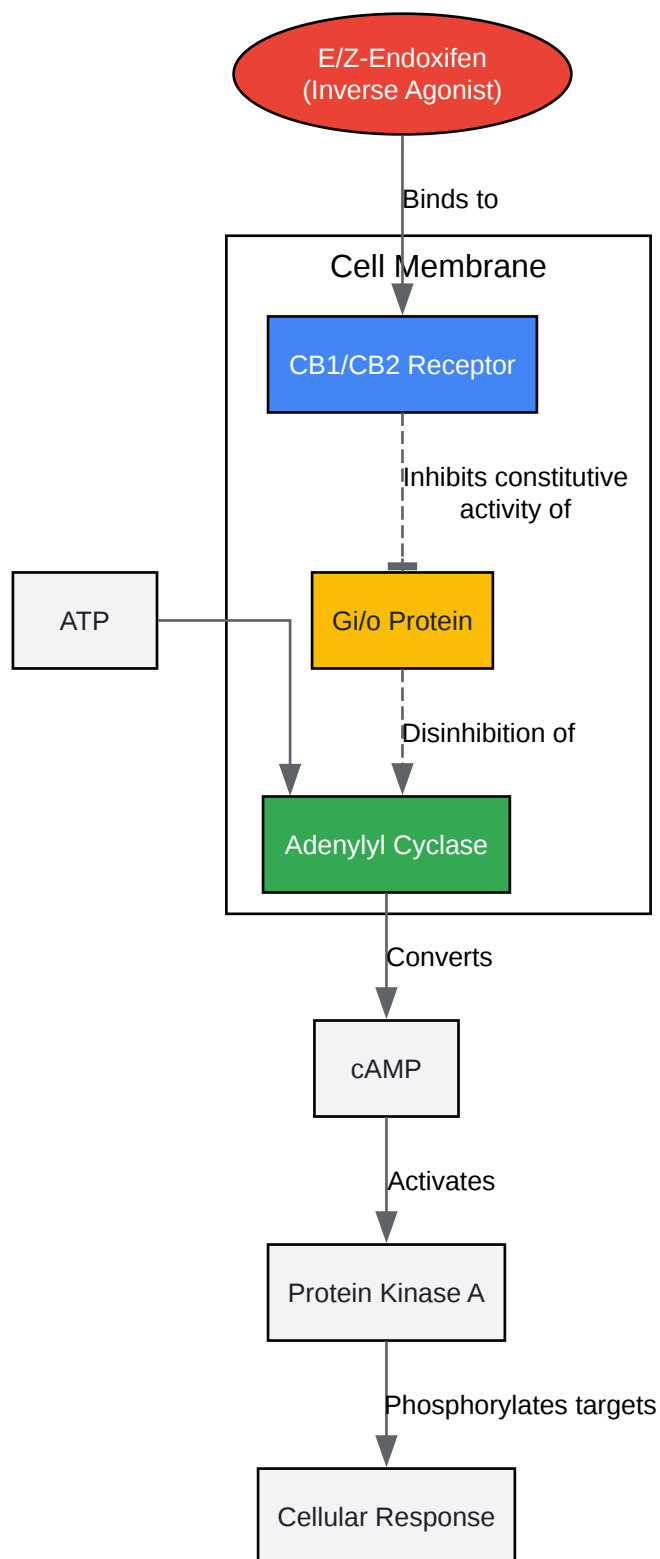 E/Z-Endoxifen
(Inverse Agonist)
Binds to
Cell Membrane
CB1/CB2 Receptor
Inhibits constitutive
activity of
ATP
Gi/o Protein
Disinhibition of
Adenylyl Cyclase
Converts
cAMP
Activates
Protein Kinase A
Phosphorylates targets
Cellular Response